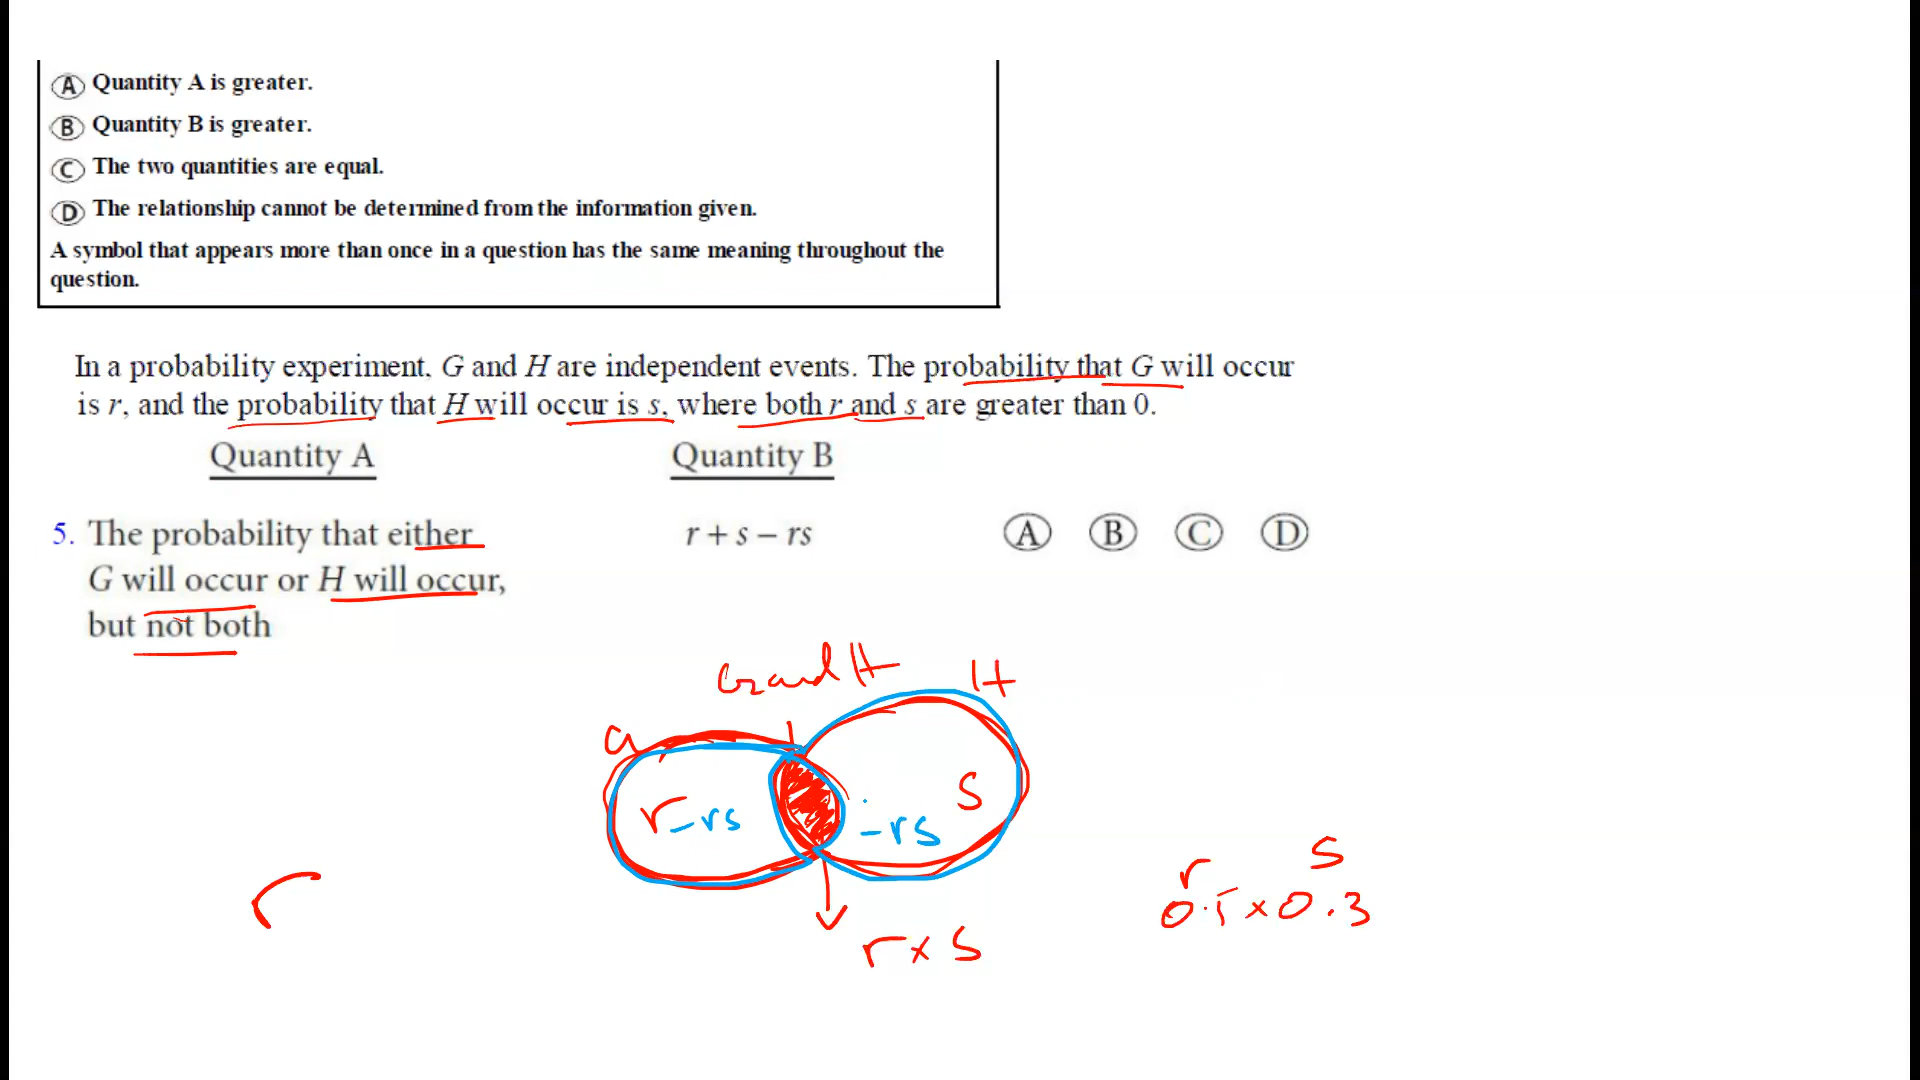 A Quantity A is greater.
B Quantity B is greater.
C The two quantities are equal.
D The relationship cannot be determined from the information given.
A symbol that appears more than once in a question has the same meaning throughout the
question.
In a probability experiment, G and H are independent events. The probability that G will occur
is r, and the probability that H will occur is s, where both r and s are greater than 0.
Quantity A Quantity B
5. The probability that either r + s – rs A B C D
G will occur or H will occur,
but not both
G and H H
G
r-rs -rs s
r s
0.5 x 0.3
r x s
r